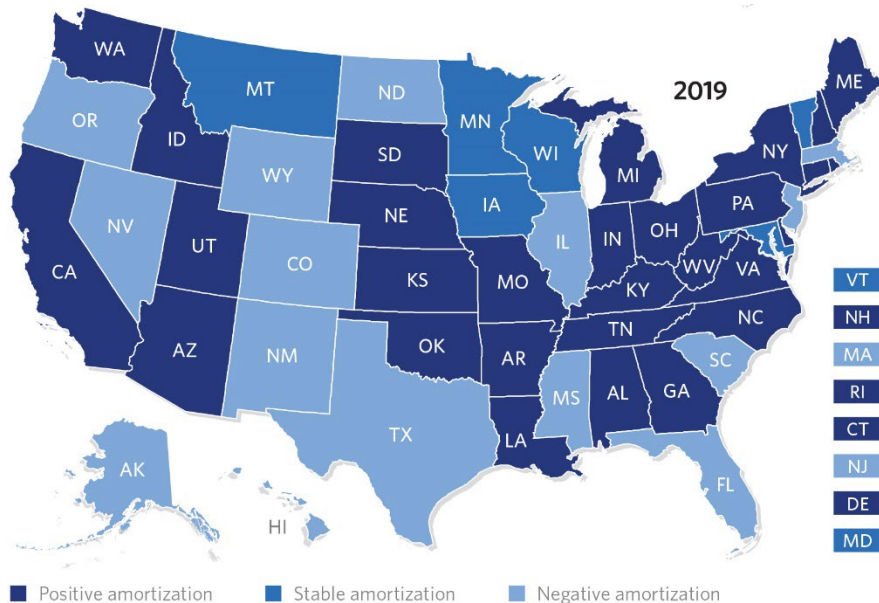 2019
WA
MT
ND
MN
ME
OR
ID
SD
WI
MI
NY
WY
NE
IA
PA
NV
UT
CO
IL
IN
OH
CA
KS
MO
WV
VA
KY
VT
NH
MA
RI
CT
NJ
DE
MD
AZ
NM
OK
AR
TN
NC
SC
TX
LA
MS
AL
GA
AK
HI
FL
Positive amortization
Stable amortization
Negative amortization